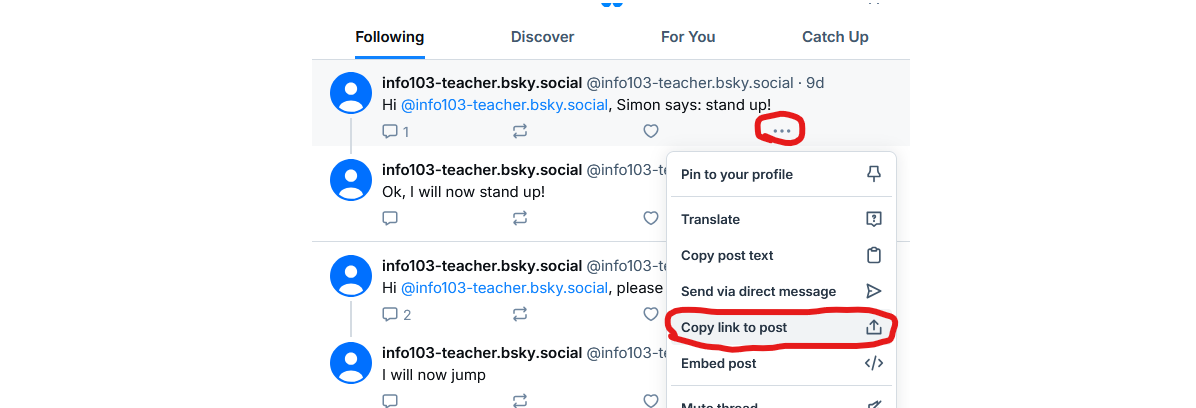 Following Discover For You Catch Up
info103-teacher.bsky.social @info103-teacher.bsky.social · 9d
Hi @info103-teacher.bsky.social, Simon says: stand up!
1
...
info103-teacher.bsky.social @info103-te
Ok, I will now stand up!
info103-teacher.bsky.social @info103-te
Hi @info103-teacher.bsky.social, please
2
info103-teacher.bsky.social @info103-te
I will now jump
Pin to your profile
Translate
Copy post text
Send via direct message
Copy link to post
Embed post
Mute thread